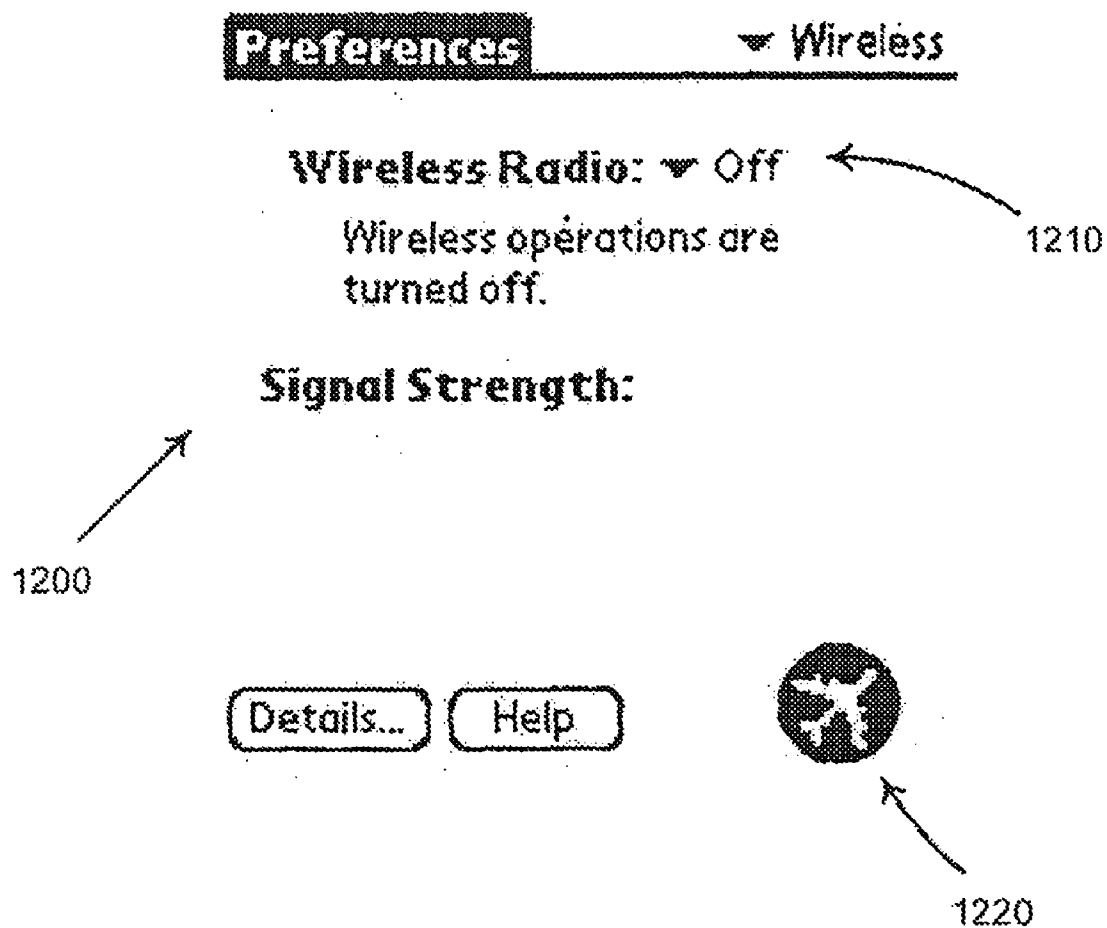 Preferences ▼ Wireless
Wireless Radio: ▼ Off
1210
Wireless operations are
turned off.
Signal Strength:
1200
Details... Help
1220